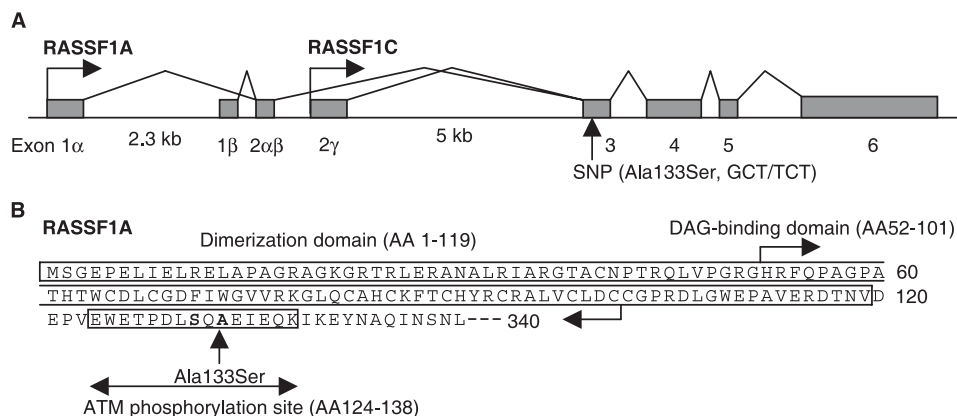 A
RASSF1A
RASSF1C
Exon 1α 2.3 kb 1β 2αβ 2γ 5 kb 3 4 5 6
SNP (Ala133Ser, GCT/TCT)
B
RASSF1A
Dimerization domain (AA 1-119)
DAG-binding domain (AA52-101)
MSGEPELIELRELAPAGRAGKGRTRLERANALRIARGTACNPTRQLVPGRGHRFQPAGPA 60
THTWCDLCGDFIWGVVRKGLQCAHCKFTCHYRCRALVCLDCCGPRDLGWEPAVERDTNVD 120
EPVEWETPDLSQAEIEQKIKEYNAQINSNL--- 340
Ala133Ser
ATM phosphorylation site (AA124-138)